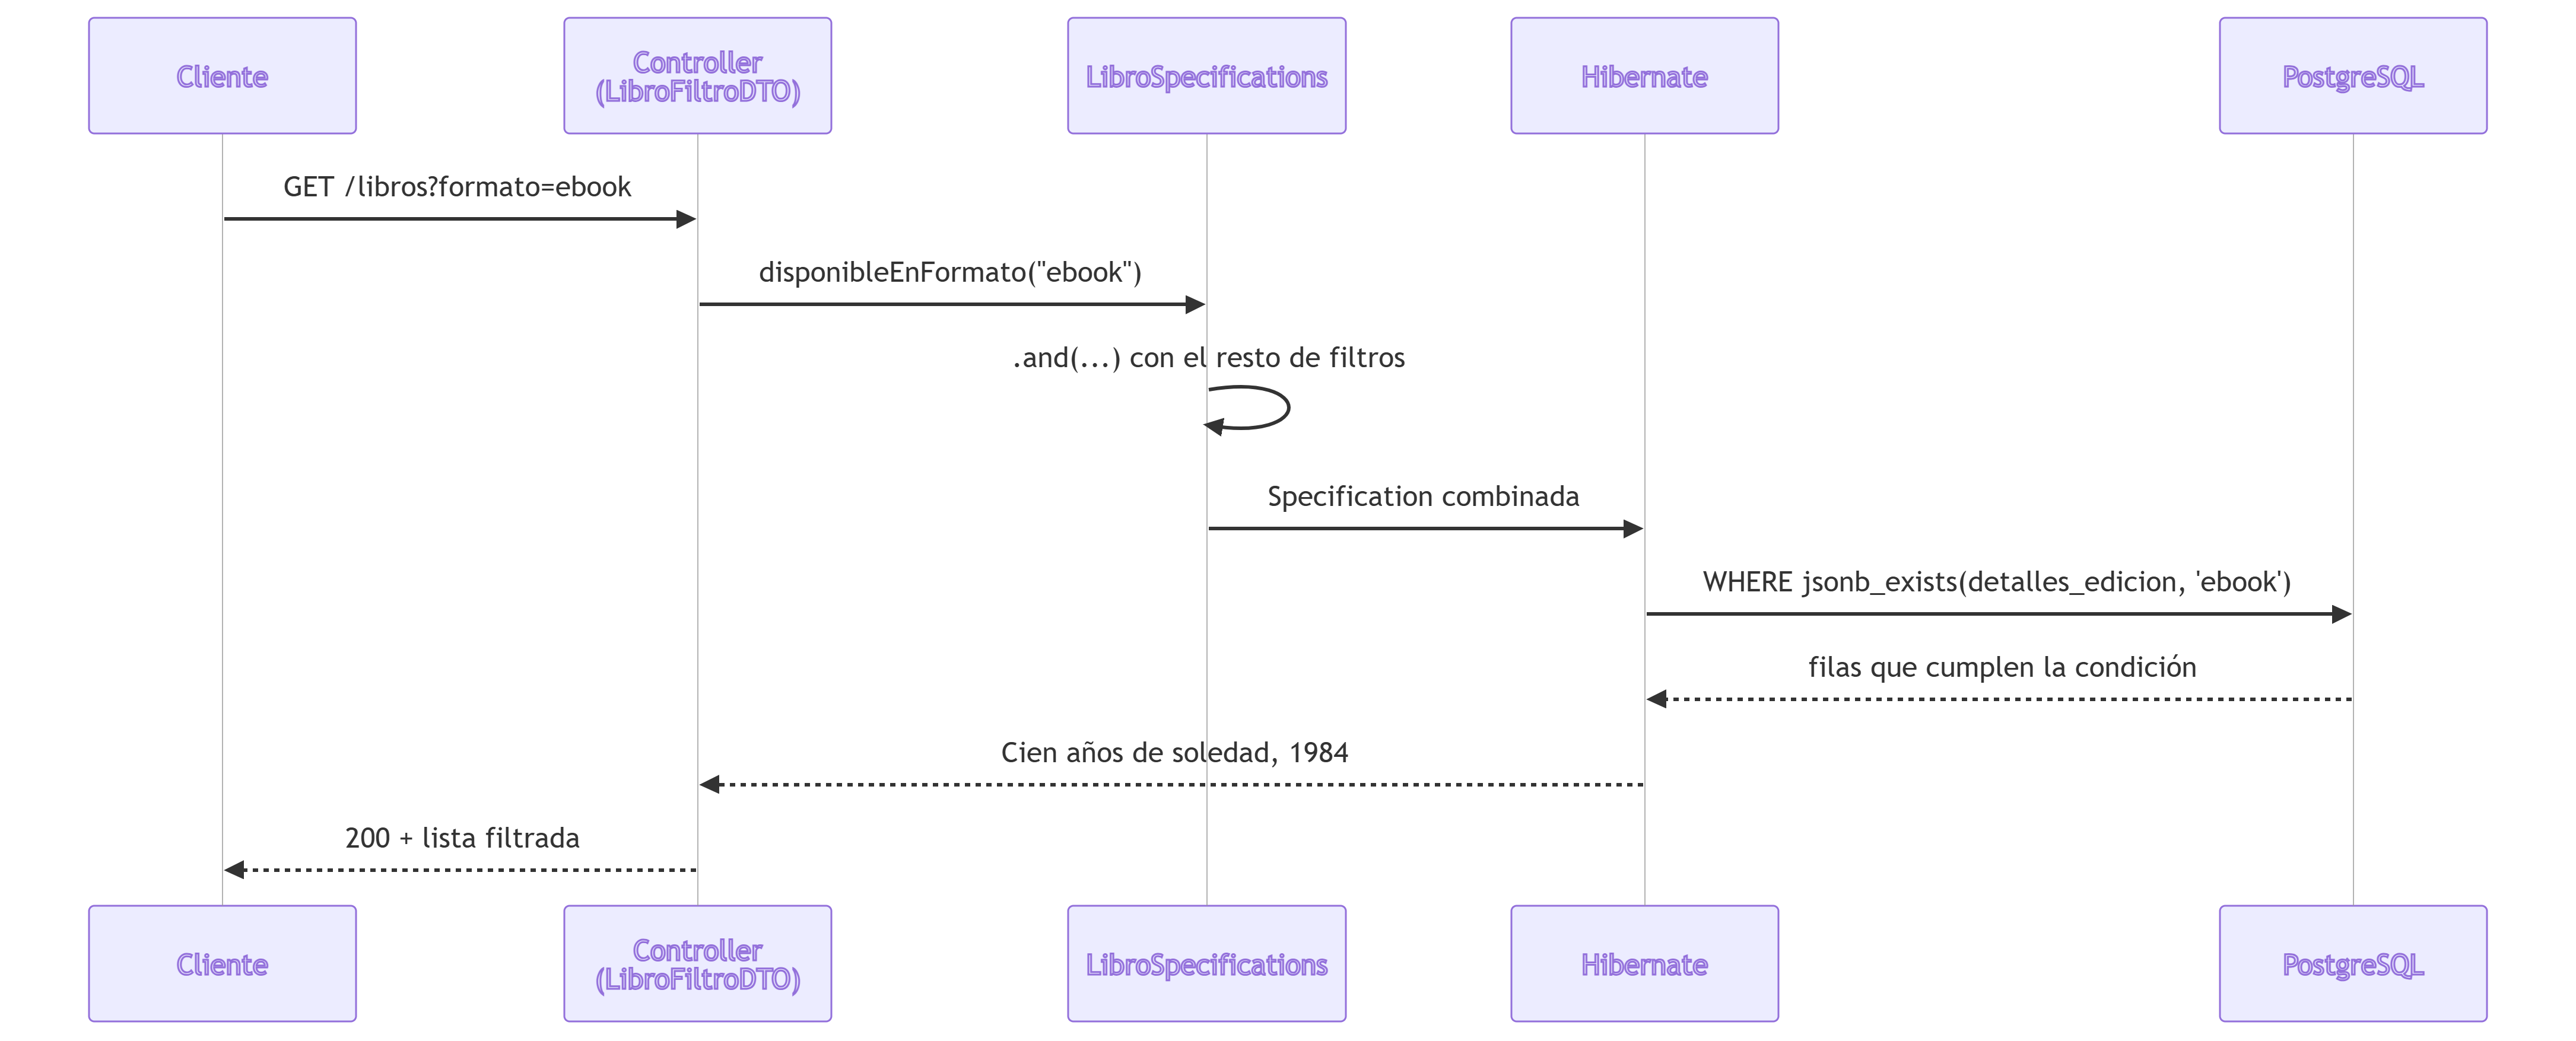 Cliente
Controller
(LibroFiltroDTO)
LibroSpecifications
Hibernate
PostgreSQL
GET /libros?formato=ebook
disponibleEnFormato("ebook")
.and(...) con el resto de filtros
Specification combinada
WHERE jsonb_exists(detalles_edicion, 'ebook')
filas que cumplen la condición
Cien años de soledad, 1984
200 + lista filtrada
Cliente
Controller
(LibroFiltroDTO)
LibroSpecifications
Hibernate
PostgreSQL